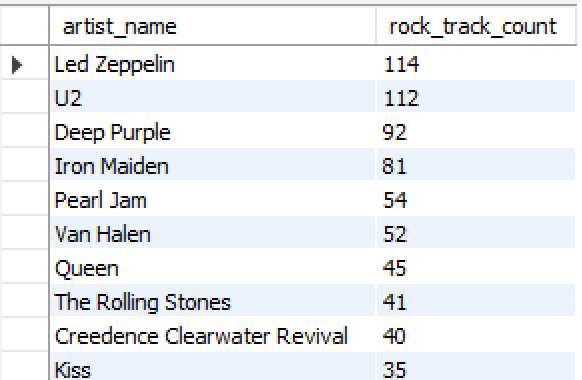 artist_name rock_track_count
Led Zeppelin 114
U2 112
Deep Purple 92
Iron Maiden 81
Pearl Jam 54
Van Halen 52
Queen 45
The Rolling Stones 41
Creedence Clearwater Revival 40
Kiss 35